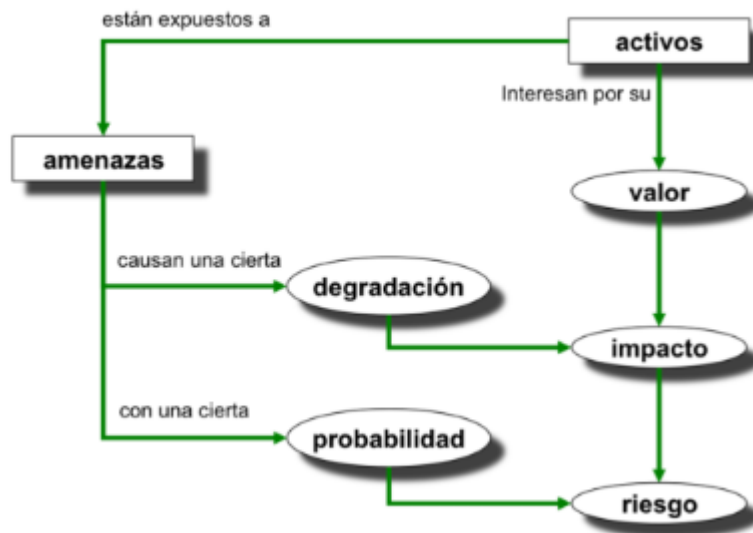 están expuestos a
activos
Interesan por su
amenazas
valor
causan una cierta
degradación
impacto
con una cierta
probabilidad
riesgo